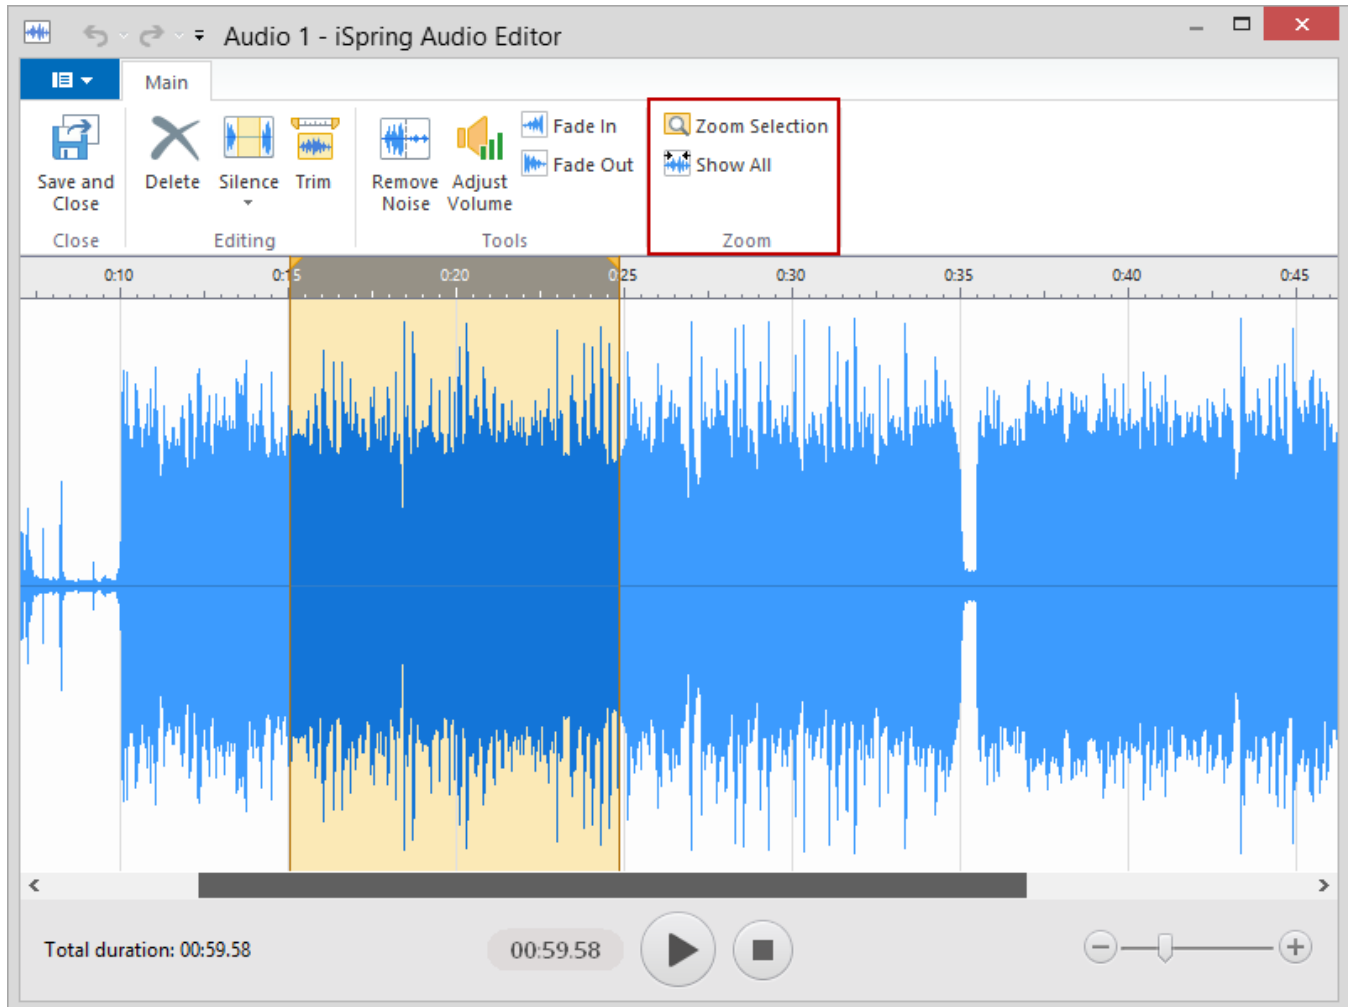 Audio 1 - iSpring Audio Editor
Main
Save and Close
Delete
Silence
Trim
Remove Noise
Adjust Volume
Fade In
Fade Out
Zoom Selection
Show All
Close
Editing
Tools
Zoom
0:10 0:15 0:20 0:25 0:30 0:35 0:40 0:45
Total duration: 00:59.58
00:59.58